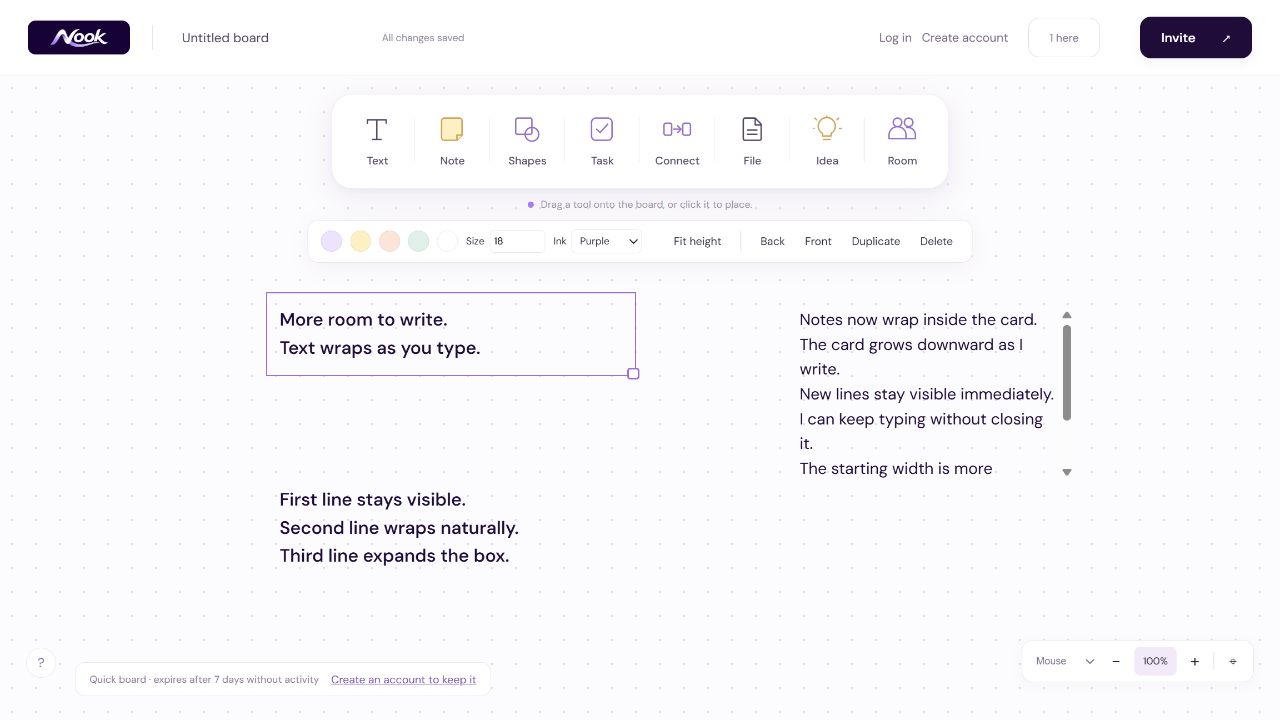 Nook
Untitled board
All changes saved
Log in
Create account
1 here
Invite ↗
Text
Note
Shapes
Task
Connect
File
Idea
Room
Drag a tool onto the board, or click it to place.
Size 18
Ink Purple
Fit height
Back
Front
Duplicate
Delete
More room to write.
Text wraps as you type.
Notes now wrap inside the card.
The card grows downward as I
write.
New lines stay visible immediately.
I can keep typing without closing
it.
The starting width is more
First line stays visible.
Second line wraps naturally.
Third line expands the box.
?
Quick board · expires after 7 days without activity
Create an account to keep it
Mouse
−
100%
+